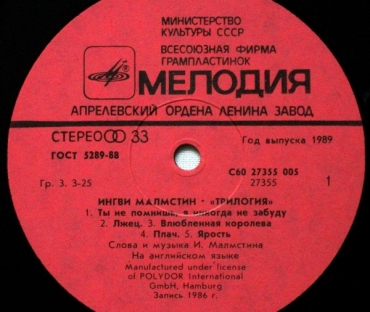 МИНИСТЕРСТВО
КУЛЬТУРЫ СССР
ВСЕСОЮЗНАЯ ФИРМА
ГРАМПЛАСТИНОК
МЕЛОДИЯ
АПРЕЛЕВСКИЙ ОРДЕНА ЛЕНИНА ЗАВОД
СТЕРЕО 33
Год выпуска 1989
ГОСТ 5289-88
С60 27355 005
Гр. 3. 3-25
27355
1
ИНГВИ МАЛМСТИН - «ТРИЛОГИЯ»
1. Ты не помнишь, я никогда не забуду
2. Лжец. 3. Влюбленная королева
4. Плач. 5. Ярость
Слова и музыка И. Малмстина
На английском языке
Manufactured under license
of POLYDOR International
GmbH, Hamburg
Запись 1986 г.